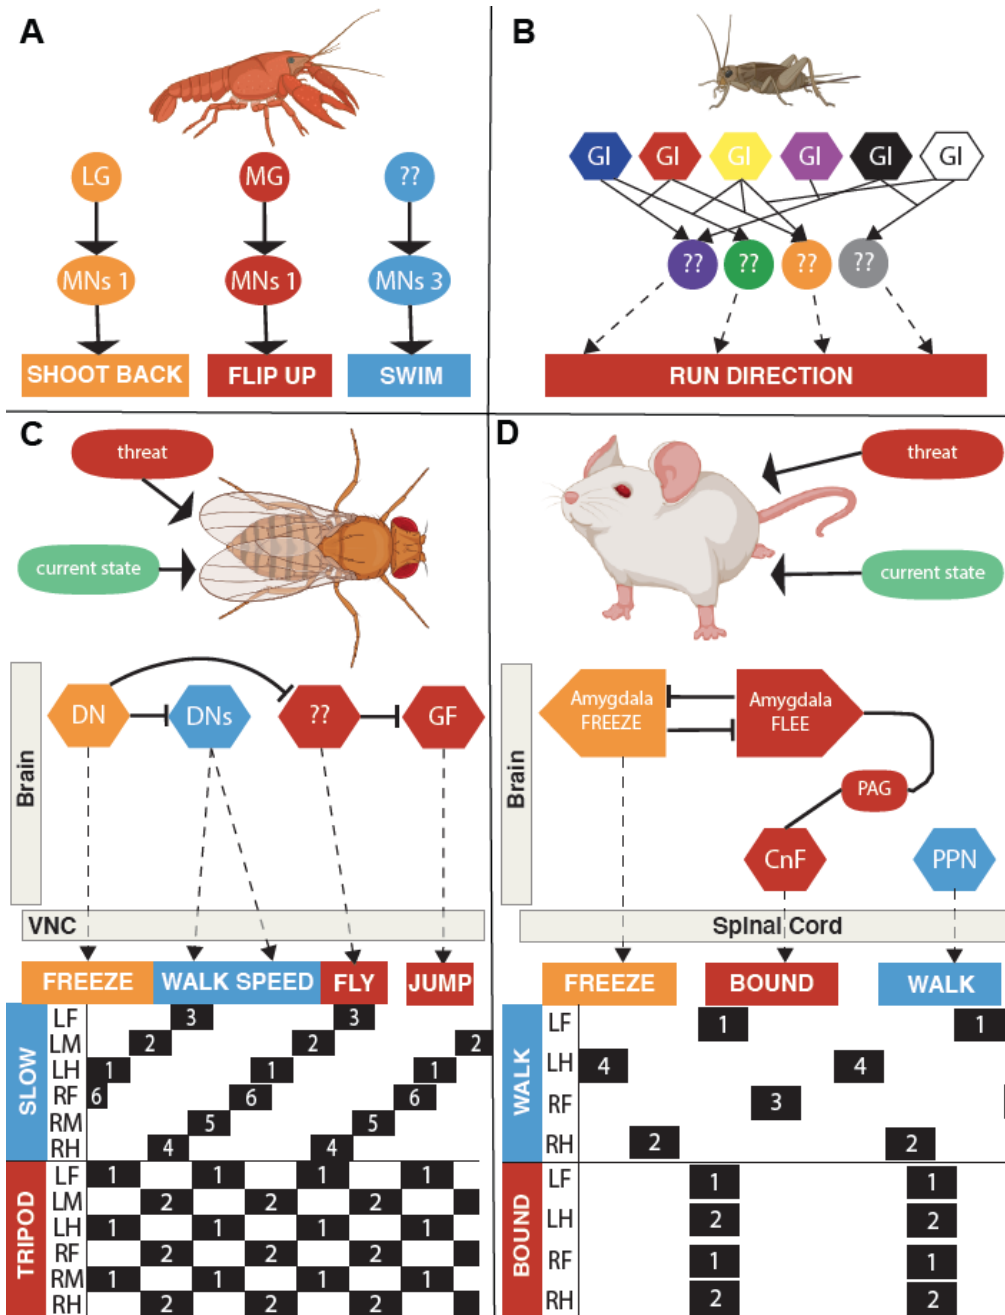 A
LG
MG
??
MNs 1
MNs 1
MNs 3
SHOOT BACK
FLIP UP
SWIM
B
GI
GI
GI
GI
GI
GI
??
??
??
??
RUN DIRECTION
C
threat
current state
Brain
DN
DNs
??
GF
VNC
FREEZE
WALK SPEED
FLY
JUMP
SLOW
LF
3
3
LM
2
2
2
LH
1
1
1
RF
6
6
6
RM
5
5
RH
4
4
TRIPOD
LF
1
1
1
1
LM
2
2
2
LH
1
1
1
1
RF
2
2
2
RM
1
1
1
1
RH
2
2
2
D
threat
current state
Brain
Amygdala
FREEZE
Amygdala
FLEE
PAG
CnF
PPN
SpInal Cord
FREEZE
BOUND
WALK
WALK
LF
1
1
LH
4
4
RF
3
RH
2
2
BOUND
LF
1
1
LH
2
2
RF
1
1
RH
2
2